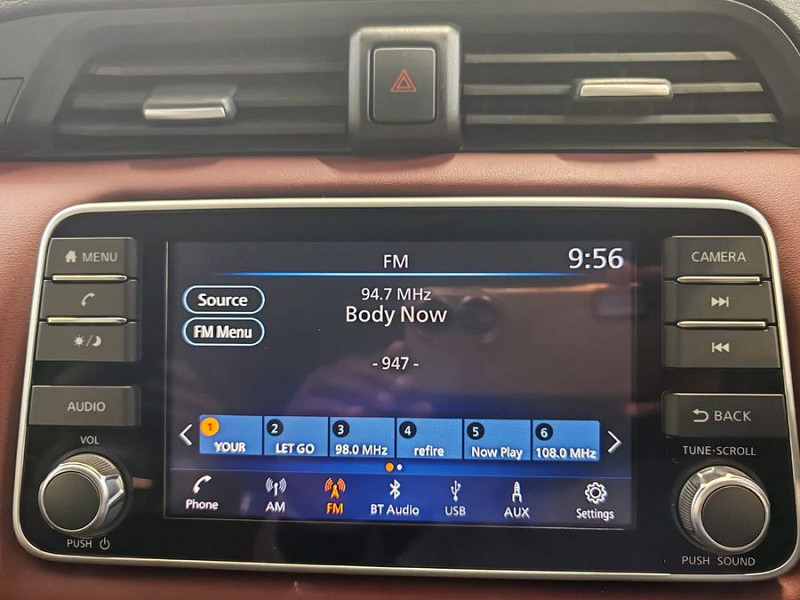 MENU
FM
9:56
CAMERA
Source
94.7 MHz
Body Now
FM Menu
- 947 -
AUDIO
BACK
1
2
3
4
5
6
YOUR
LET GO
98.0 MHz
refire
Now Play
108.0 MHz
VOL
TUNE·SCROLL
Phone
AM
FM
BT Audio
USB
AUX
Settings
PUSH
PUSH SOUND